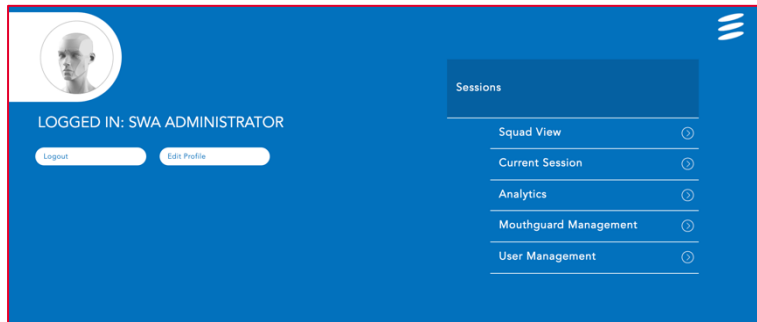 LOGGED IN: SWA ADMINISTRATOR
Logout
Edit Profile
Sessions
Squad View
Current Session
Analytics
Mouthguard Management
User Management